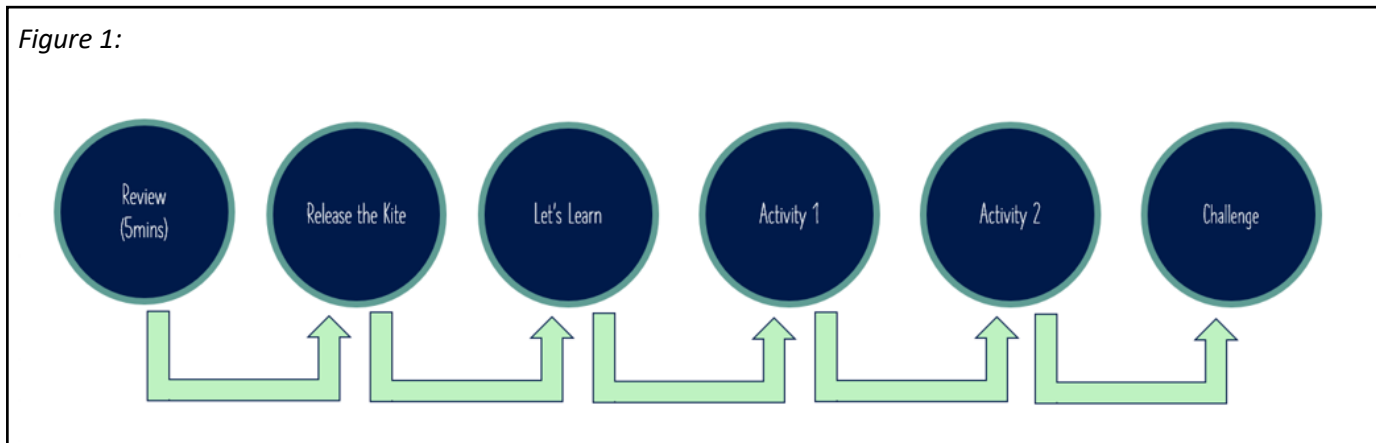 Figure 1:
Review
(5mins)
Release the Kite
Let's Learn
Activity 1
Activity 2
Challenge